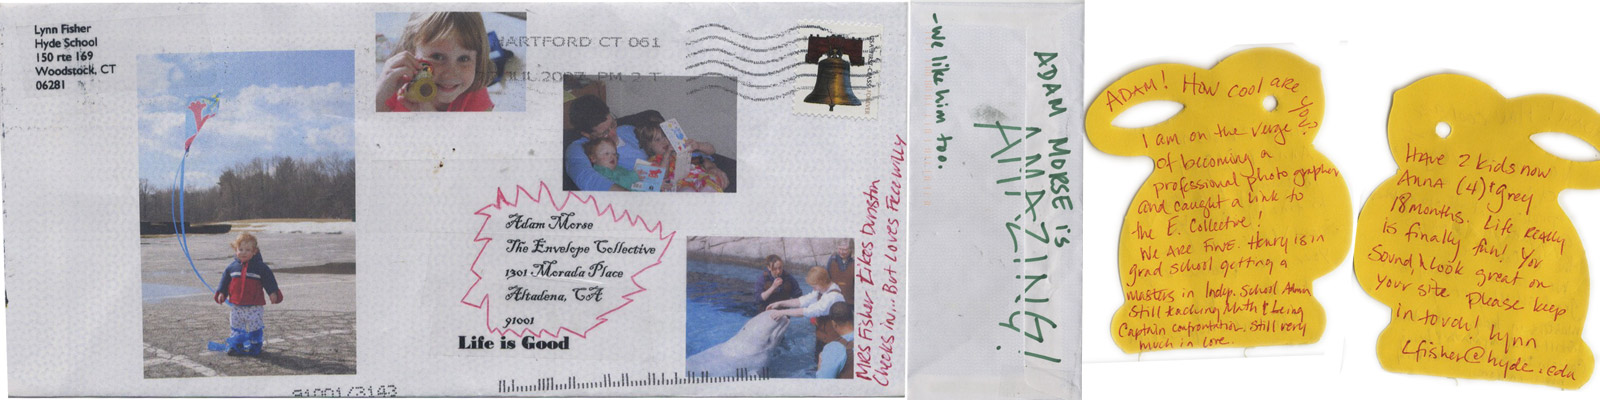 Lynn Fisher
Hyde School
150 rte 169
Woodstock, CT
06281
HARTFORD CT 061
JUL 2007 PM 2 T
Adam Morse
The Envelope Collective
1301 Morada Place
Altadena, CA
91001
Life is Good
91001/3143
Mrs Fisher Likes Dunstin
Cheeks in... But Loves Free willy
ADAM MORSE is
AMAZING!
- we like him too.
ADAM! How cool are
you?
I am on the verge
of becoming a
professional photographer
and caught a link to
the E. Collective!
We are fine. Henry is in
grad school getting a
masters in Indep. School Admn
Still teaching Math & being
Captain confrontation. Still very
much in love.
Have 2 kids now
Anna (4) & grey
18 months. Life really
is finally fun! You
Sound & look great on
your site please keep
in touch! Lynn
Lfisher@hyde.edu